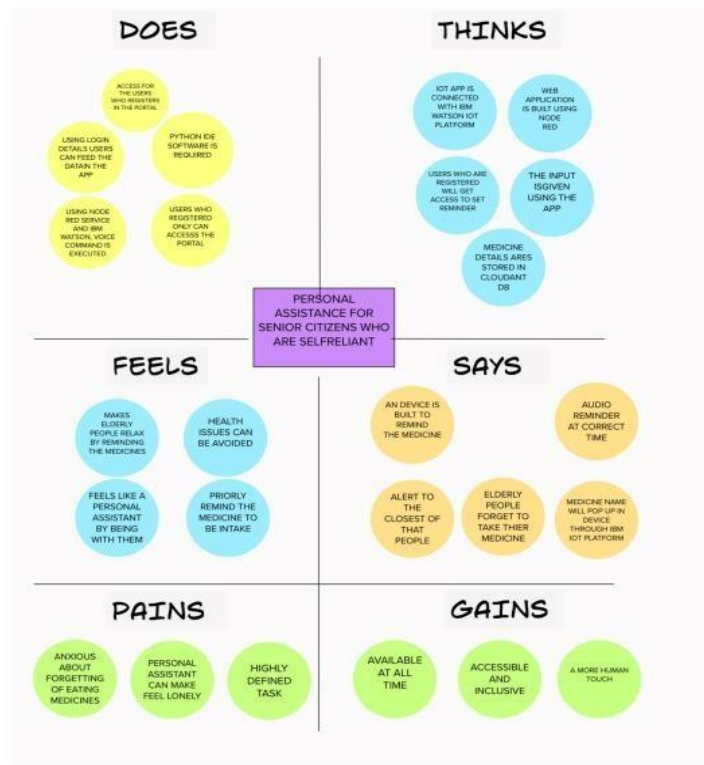 DOES
ACCESS FOR
THE USERS
WHO REGISTERS
IN THE PORTAL
USING LOGIN
DETAILS USERS
CAN FEED THE
DATAIN THE
APP
PYTHON IDE
SOFTWARE IS
REQUIRED
USING NODE
RED SERVICE
AND IBM
WATSON, VOICE
COMMAND IS
EXECUTED
USERS WHO
REGISTERED
ONLY CAN
ACCESSS THE
PORTAL
THINKS
IOT APP IS
CONNECTED
WITH IBM
WATSON IOT
PLATFORM
WEB
APPLICATION
IS BUILT USING
NODE
RED
USERS WHO ARE
REGISTERED
WILL GET
ACCESS TO SET
REMINDER
THE INPUT
ISGIVEN
USING THE
APP
MEDICINE
DETAILS ARES
STORED IN
CLOUDANT
DB
PERSONAL
ASSISTANCE FOR
SENIOR CITIZENS WHO
ARE SELFRELIANT
FEELS
MAKES
ELDERLY
PEOPLE RELAX
BY REMINDING
THE MEDICINES
HEALTH
ISSUES CAN
BE AVOIDED
FEELS LIKE A
PERSONAL
ASSISTANT
BY BEING
WITH THEM
PRIORLY
REMIND THE
MEDICINE TO
BE INTAKE
SAYS
AN DEVICE IS
BUILT TO
REMIND
THE MEDICINE
AUDIO
REMINDER
AT CORRECT
TIME
ALERT TO
THE
CLOSEST OF
THAT
PEOPLE
ELDERLY
PEOPLE
FORGET TO
TAKE THIER
MEDICINE
MEDICINE NAME
WILL POP UP IN
DEVICE
THROUGH IBM
IOT PLATFORM
PAINS
ANXIOUS
ABOUT
FORGETTING
OF EATING
MEDICINES
PERSONAL
ASSISTANT
CAN MAKE
FEEL LONELY
HIGHLY
DEFINED
TASK
GAINS
AVAILABLE
AT ALL
TIME
ACCESSIBLE
AND
INCLUSIVE
A MORE HUMAN
TOUCH